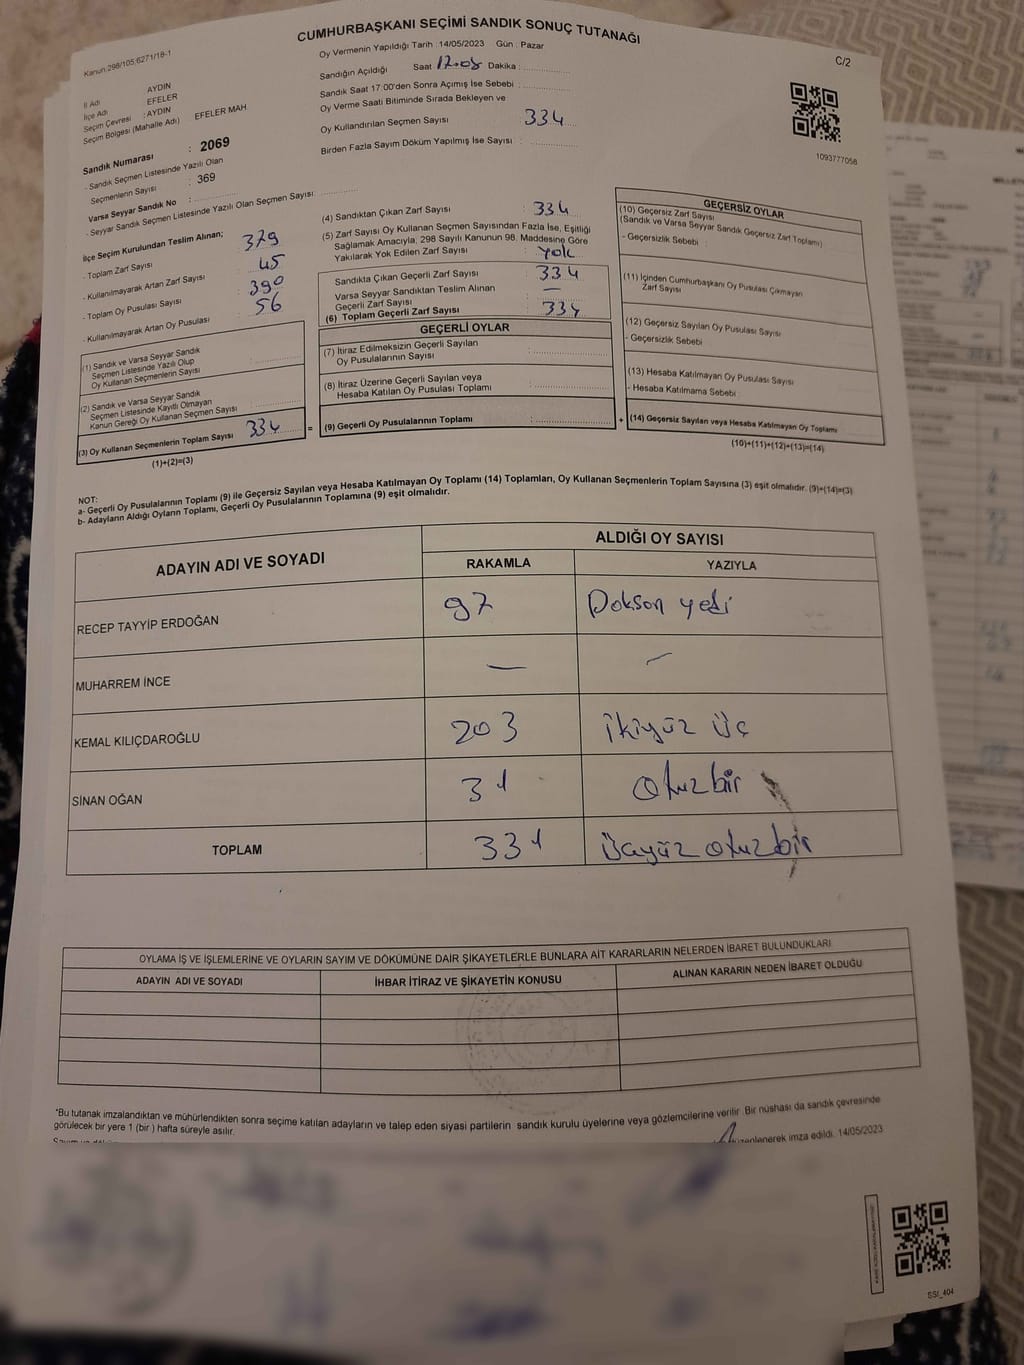 CUMHURBAŞKANI SEÇİMİ SANDIK SONUÇ TUTANAĞI
Kanun:298/105;6271/18-1
C/2
İl Adı : AYDIN
İlçe Adı : EFELER
Seçim Çevresi : AYDIN
Seçim Bölgesi (Mahalle Adı) EFELER MAH.
Sandık Numarası : 2069
- Sandık Seçmen Listesinde Yazılı Olan
Seçmenlerin Sayısı : 369
Varsa Seyyar Sandık No :
- Seyyar Sandık Seçmen Listesinde Yazılı Olan Seçmen Sayısı:
Oy Vermenin Yapıldığı Tarih : 14/05/2023 Gün : Pazar
Sandığın Açıldığı Saat 17.08 Dakika :
Sandık Saat 17:00'den Sonra Açımış İse Sebebi :
Oy Verme Saati Bitiminde Sırada Bekleyen ve
Oy Kullandırılan Seçmen Sayısı : 334
Birden Fazla Sayım Döküm Yapılmış İse Sayısı :
1093777058
İlçe Seçim Kurulundan Teslim Alınan;
- Toplam Zarf Sayısı 379
- Kullanılmayarak Artan Zarf Sayısı 45
- Toplam Oy Pusulası Sayısı 390
- Kullanılmayarak Artan Oy Pusulası 56
(1) Sandık ve Varsa Seyyar Sandık
Seçmen Listesinde Yazılı Olup
Oy Kullanan Seçmenlerin Sayısı :
(2) Sandık ve Varsa Seyyar Sandık
Seçmen Listesinde Kayıtlı Olmayan
Kanun Gereği Oy Kullanan Seçmen Sayısı :
(3) Oy Kullanan Seçmenlerin Toplam Sayısı 334
(1)+(2)=(3)
(4) Sandıktan Çıkan Zarf Sayısı : 334
(5) Zarf Sayısı Oy Kullanan Seçmen Sayısından Fazla İse, Eşitliği
Sağlamak Amacıyla; 298 Sayılı Kanunun 98. Maddesine Göre
Yakılarak Yok Edilen Zarf Sayısı : Yok
Sandıkta Çıkan Geçerli Zarf Sayısı : 334
Varsa Seyyar Sandıktan Teslim Alınan
Geçerli Zarf Sayısı : —
(6) Toplam Geçerli Zarf Sayısı : 334
GEÇERLİ OYLAR
(7) İtiraz Edilmeksizin Geçerli Sayılan
Oy Pusulalarının Sayısı :
(8) İtiraz Üzerine Geçerli Sayılan veya
Hesaba Katılan Oy Pusulası Toplamı :
= (9) Geçerli Oy Pusulalarının Toplamı :
GEÇERSİZ OYLAR
(10) Geçersiz Zarf Sayısı
(Sandık ve Varsa Seyyar Sandık Geçersiz Zarf Toplamı)
- Geçersizlik Sebebi :
(11) İçinden Cumhurbaşkanı Oy Pusulası Çıkmayan
Zarf Sayısı
(12) Geçersiz Sayılan Oy Pusulası Sayısı
- Geçersizlik Sebebi :
(13) Hesaba Katılmayan Oy Pusulası Sayısı
- Hesaba Katılmama Sebebi :
+ (14) Geçersiz Sayılan veya Hesaba Katılmayan Oy Toplamı
(10)+(11)+(12)+(13)=(14)
NOT:
a- Geçerli Oy Pusulalarının Toplamı (9) ile Geçersiz Sayılan veya Hesaba Katılmayan Oy Toplamı (14) Toplamları, Oy Kullanan Seçmenlerin Toplam Sayısına (3) eşit olmalıdır. (9)+(14)=(3)
b- Adayların Aldığı Oyların Toplamı, Geçerli Oy Pusulalarının Toplamına (9) eşit olmalıdır.
ADAYIN ADI VE SOYADI
ALDIĞI OY SAYISI
RAKAMLA YAZIYLA
RECEP TAYYİP ERDOĞAN 97 Dokson yedi
MUHARREM İNCE — —
KEMAL KILIÇDAROĞLU 203 ikiyüz üç
SİNAN OĞAN 31 Otuzbir
TOPLAM 331 Üçyüz otuzbir
OYLAMA İŞ VE İŞLEMLERİNE VE OYLARIN SAYIM VE DÖKÜMÜNE DAİR ŞİKAYETLERLE BUNLARA AİT KARARLARIN NELERDEN İBARET BULUNDUKLARI
ADAYIN ADI VE SOYADI İHBAR İTİRAZ VE ŞİKAYETİN KONUSU ALINAN KARARIN NEDEN İBARET OLDUĞU
*Bu tutanak imzalandıktan ve mühürlendikten sonra seçime katılan adayların ve talep eden siyasi partilerin sandık kurulu üyelerine veya gözlemcilerine verilir. Bir nüshası da sandık çevresinde
görülecek bir yere 1 (bir ) hafta süreyle asılır.
imza edildi. 14/05/2023
SSI_404